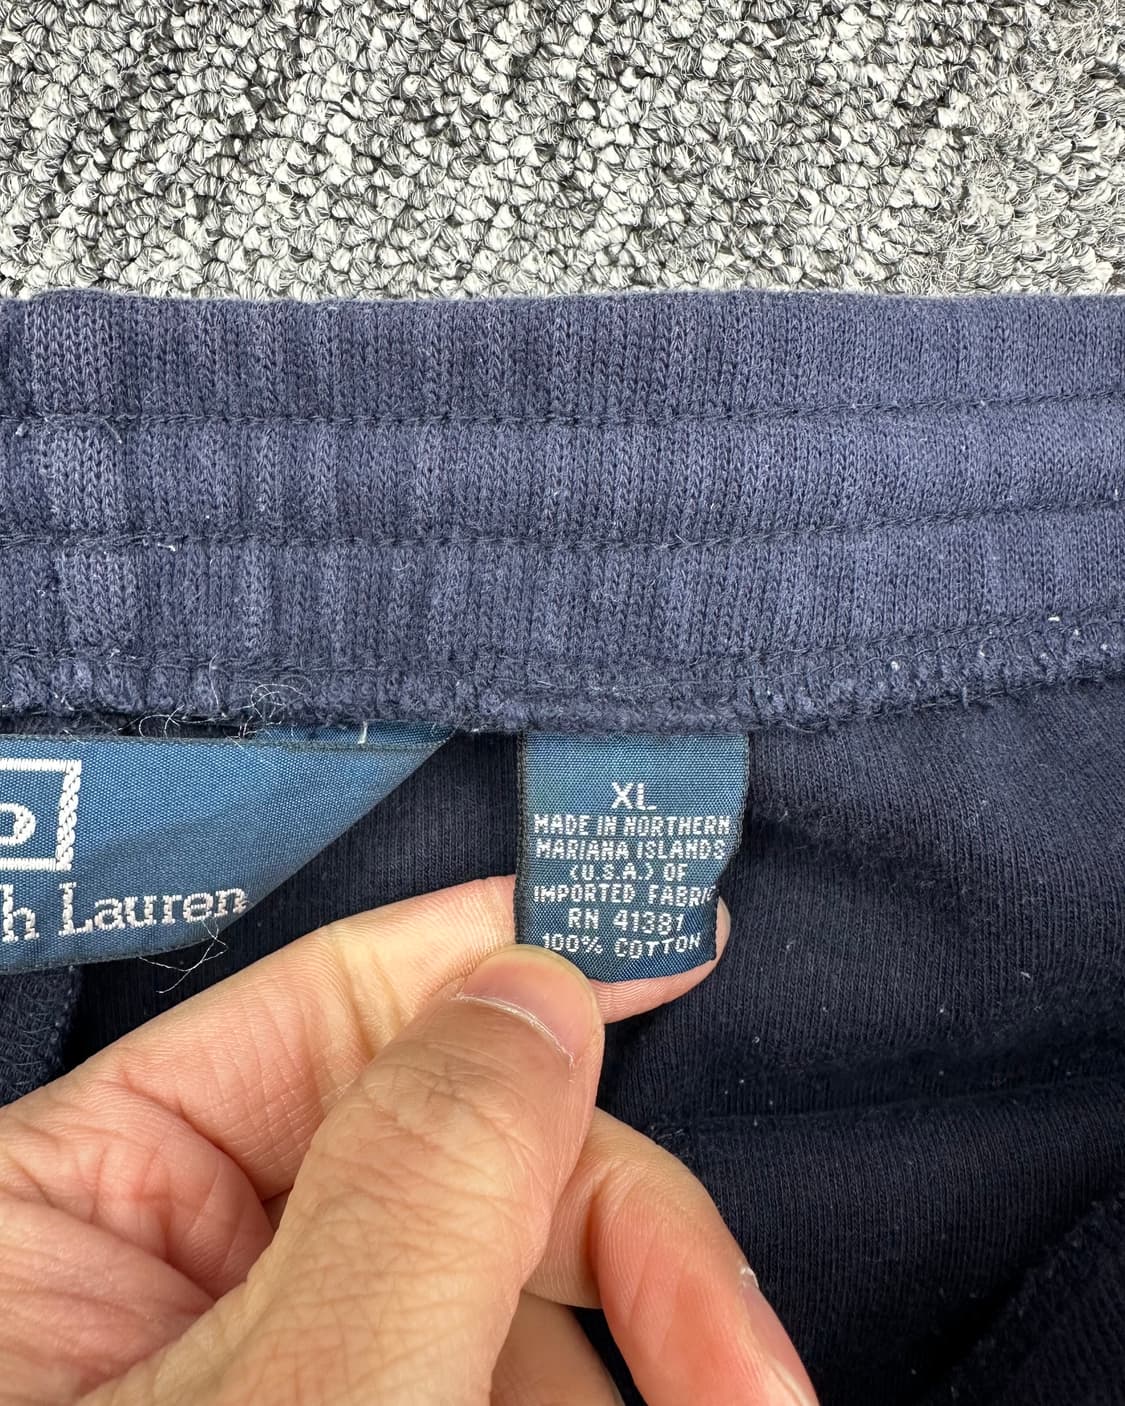 h Lauren
XL
MADE IN NORTHERN
MARIANA ISLANDS
(U.S.A.) OF
IMPORTED FABRIC
RN 41381
100% COTTON